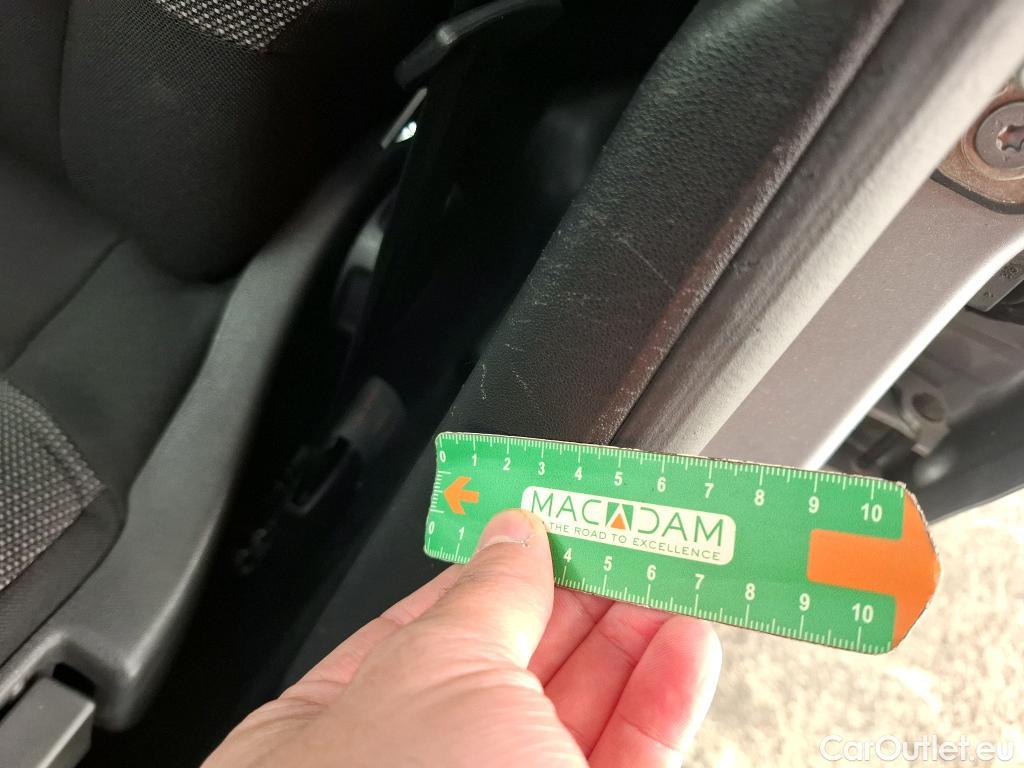 0 1 2 3 4 5 6 7 8 9 10
MACADAM
THE ROAD TO EXCELLENCE
0 1 4 5 6 7 8 9 10
CarOutlet.eu